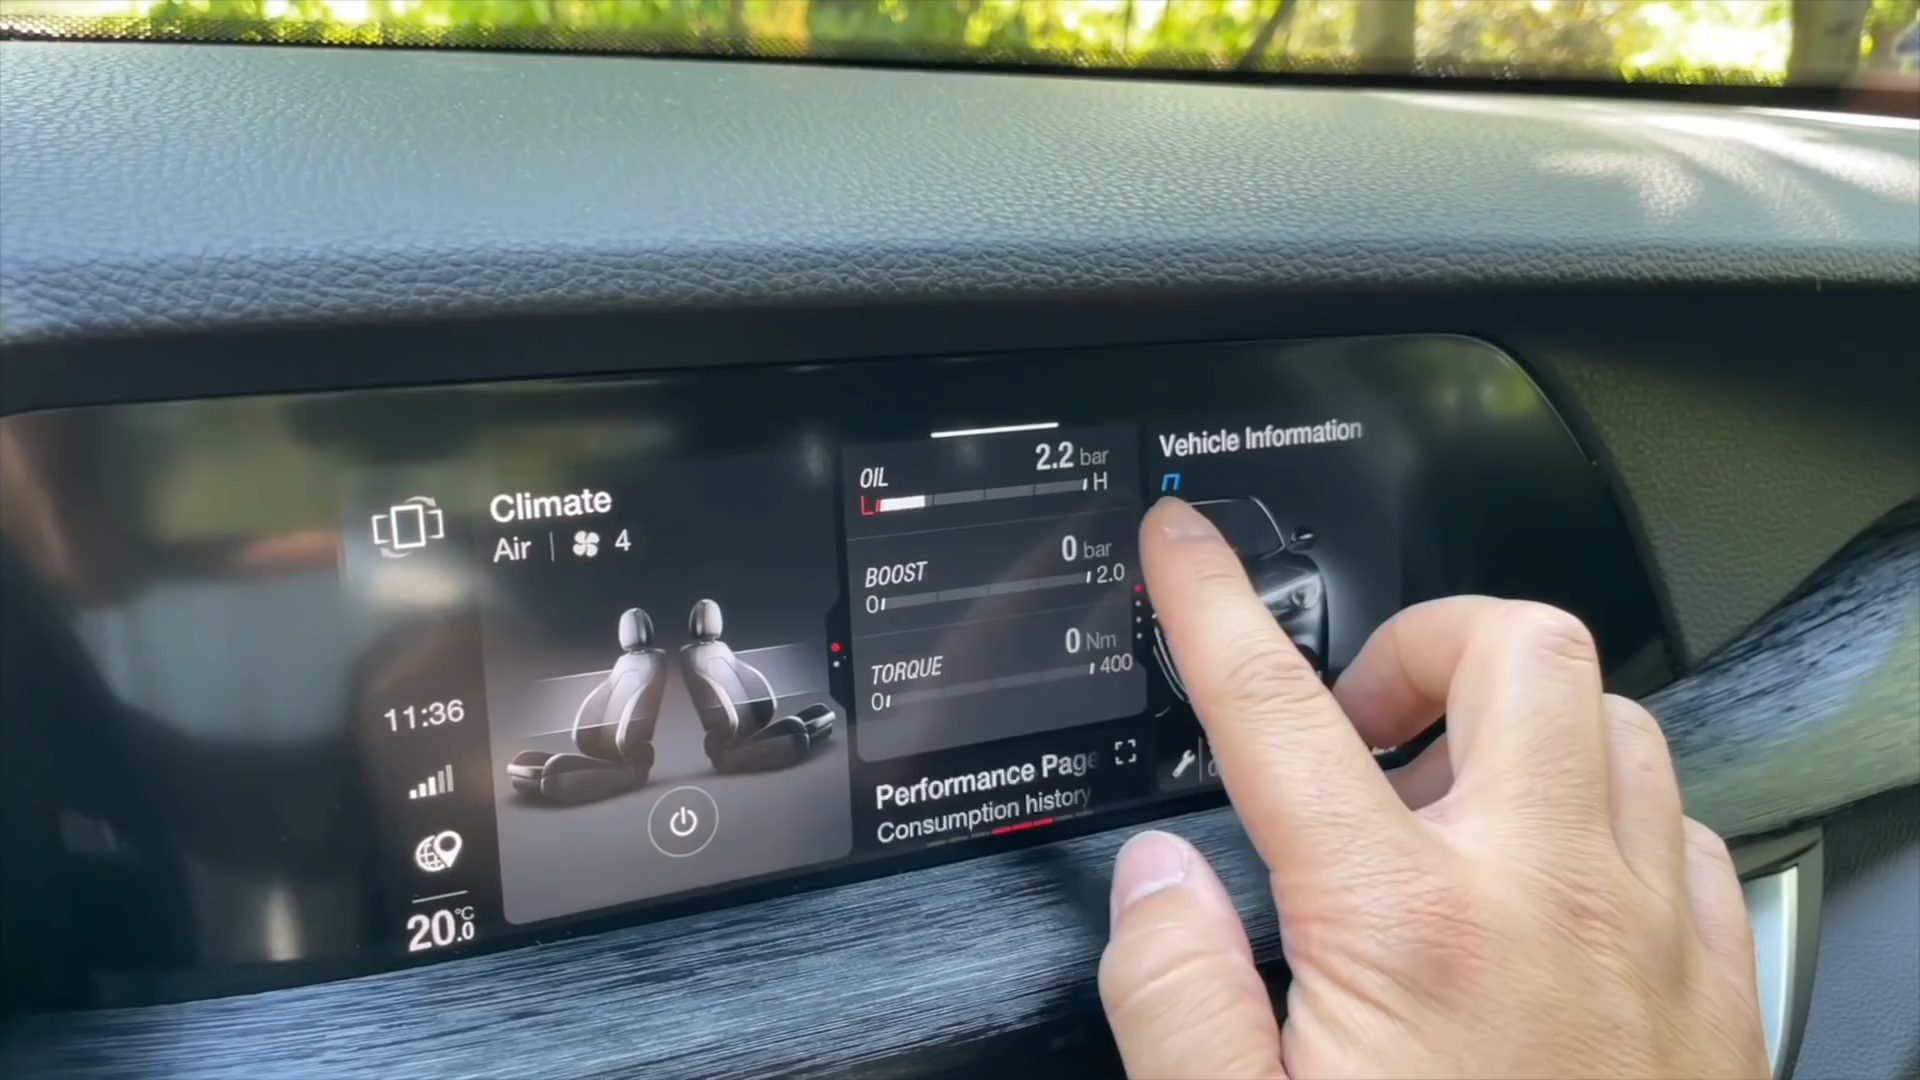 Climate
Air | 4
11:36
20.0 °C
OIL 2.2 bar
L H
BOOST 0 bar
0 2.0
TORQUE 0 Nm
0 400
Performance Page
Consumption history
Vehicle Information